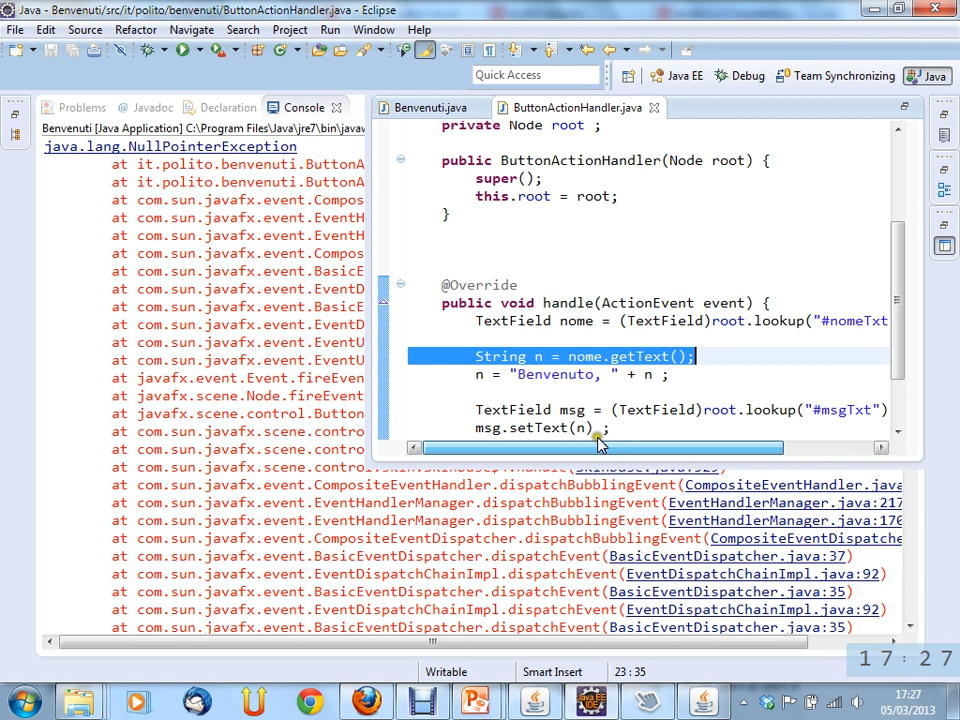 Java - Benvenuti/src/it/polito/benvenuti/ButtonActionHandler.java - Eclipse
File Edit Source Refactor Navigate Search Project Run Window Help
Quick Access Java EE Debug Team Synchronizing Java
Problems @ Javadoc Declaration Console
Benvenuti [Java Application] C:\Program Files\Java\jre7\bin\javaw
java.lang.NullPointerException
at it.polito.benvenuti.ButtonA
at it.polito.benvenuti.ButtonA
at com.sun.javafx.event.Compos
at com.sun.javafx.event.EventH
at com.sun.javafx.event.EventH
at com.sun.javafx.event.Compos
at com.sun.javafx.event.BasicE
at com.sun.javafx.event.EventD
at com.sun.javafx.event.BasicE
at com.sun.javafx.event.EventD
at com.sun.javafx.event.EventU
at com.sun.javafx.event.EventU
at javafx.event.Event.fireEven
at javafx.scene.Node.fireEvent
at javafx.scene.control.Button
at com.sun.javafx.scene.contro
at com.sun.javafx.scene.contro
at com.sun.javafx.scene.contro
at com.sun.javafx.event.CompositeEventHandler.dispatchBubblingEvent(CompositeEventHandler.java
at com.sun.javafx.event.EventHandlerManager.dispatchBubblingEvent(EventHandlerManager.java:217
at com.sun.javafx.event.EventHandlerManager.dispatchBubblingEvent(EventHandlerManager.java:170
at com.sun.javafx.event.CompositeEventDispatcher.dispatchBubblingEvent(CompositeEventDispatche
at com.sun.javafx.event.BasicEventDispatcher.dispatchEvent(BasicEventDispatcher.java:37)
at com.sun.javafx.event.EventDispatchChainImpl.dispatchEvent(EventDispatchChainImpl.java:92)
at com.sun.javafx.event.BasicEventDispatcher.dispatchEvent(BasicEventDispatcher.java:35)
at com.sun.javafx.event.EventDispatchChainImpl.dispatchEvent(EventDispatchChainImpl.java:92)
at com.sun.javafx.event.BasicEventDispatcher.dispatchEvent(BasicEventDispatcher.java:35)
Benvenuti.java ButtonActionHandler.java
private Node root ;
public ButtonActionHandler(Node root) {
super();
this.root = root;
}
@Override
public void handle(ActionEvent event) {
TextField nome = (TextField)root.lookup("#nomeTxt
String n = nome.getText();
n = "Benvenuto, " + n ;
TextField msg = (TextField)root.lookup("#msgTxt")
msg.setText(n) ;
Writable Smart Insert 23 : 35
17:27
17:27
05/03/2013